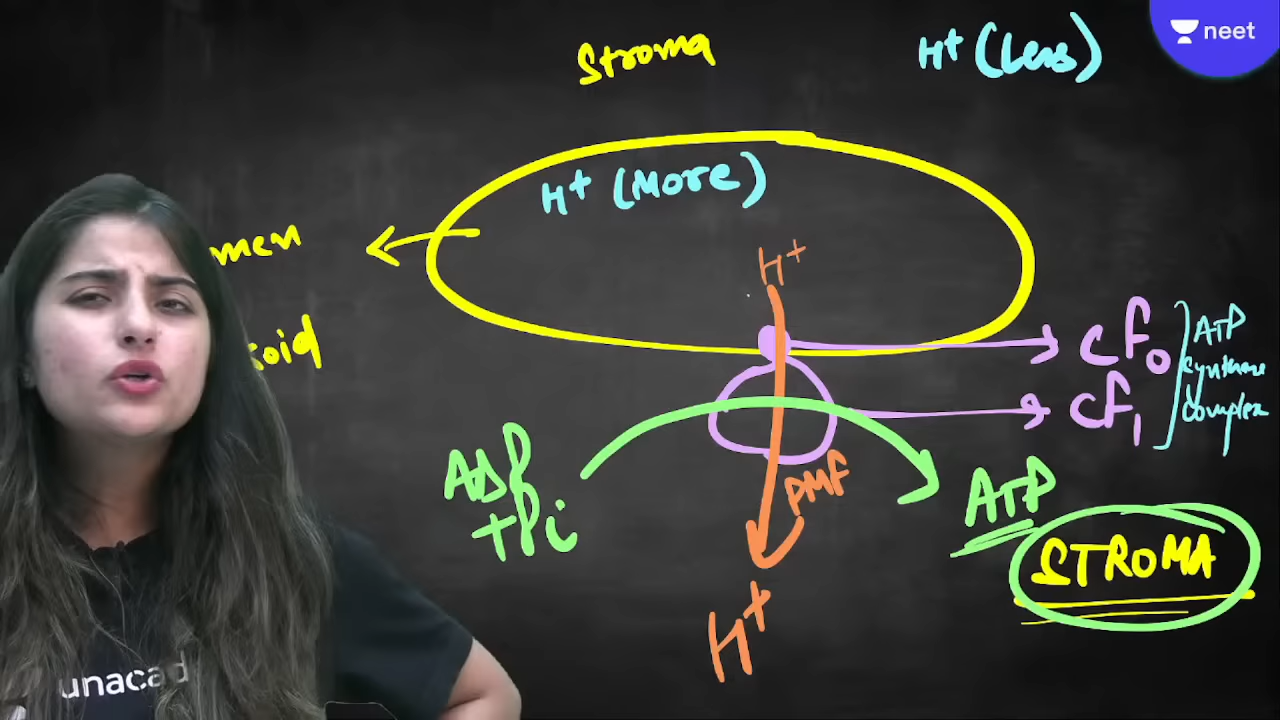 neet
Stroma
H+ (Less)
H+ (More)
men
H+
oid
CF0
CF1
ATP
Synthase
Complex
ADP
+Pi
PMF
ATP
STROMA
H+
unacad